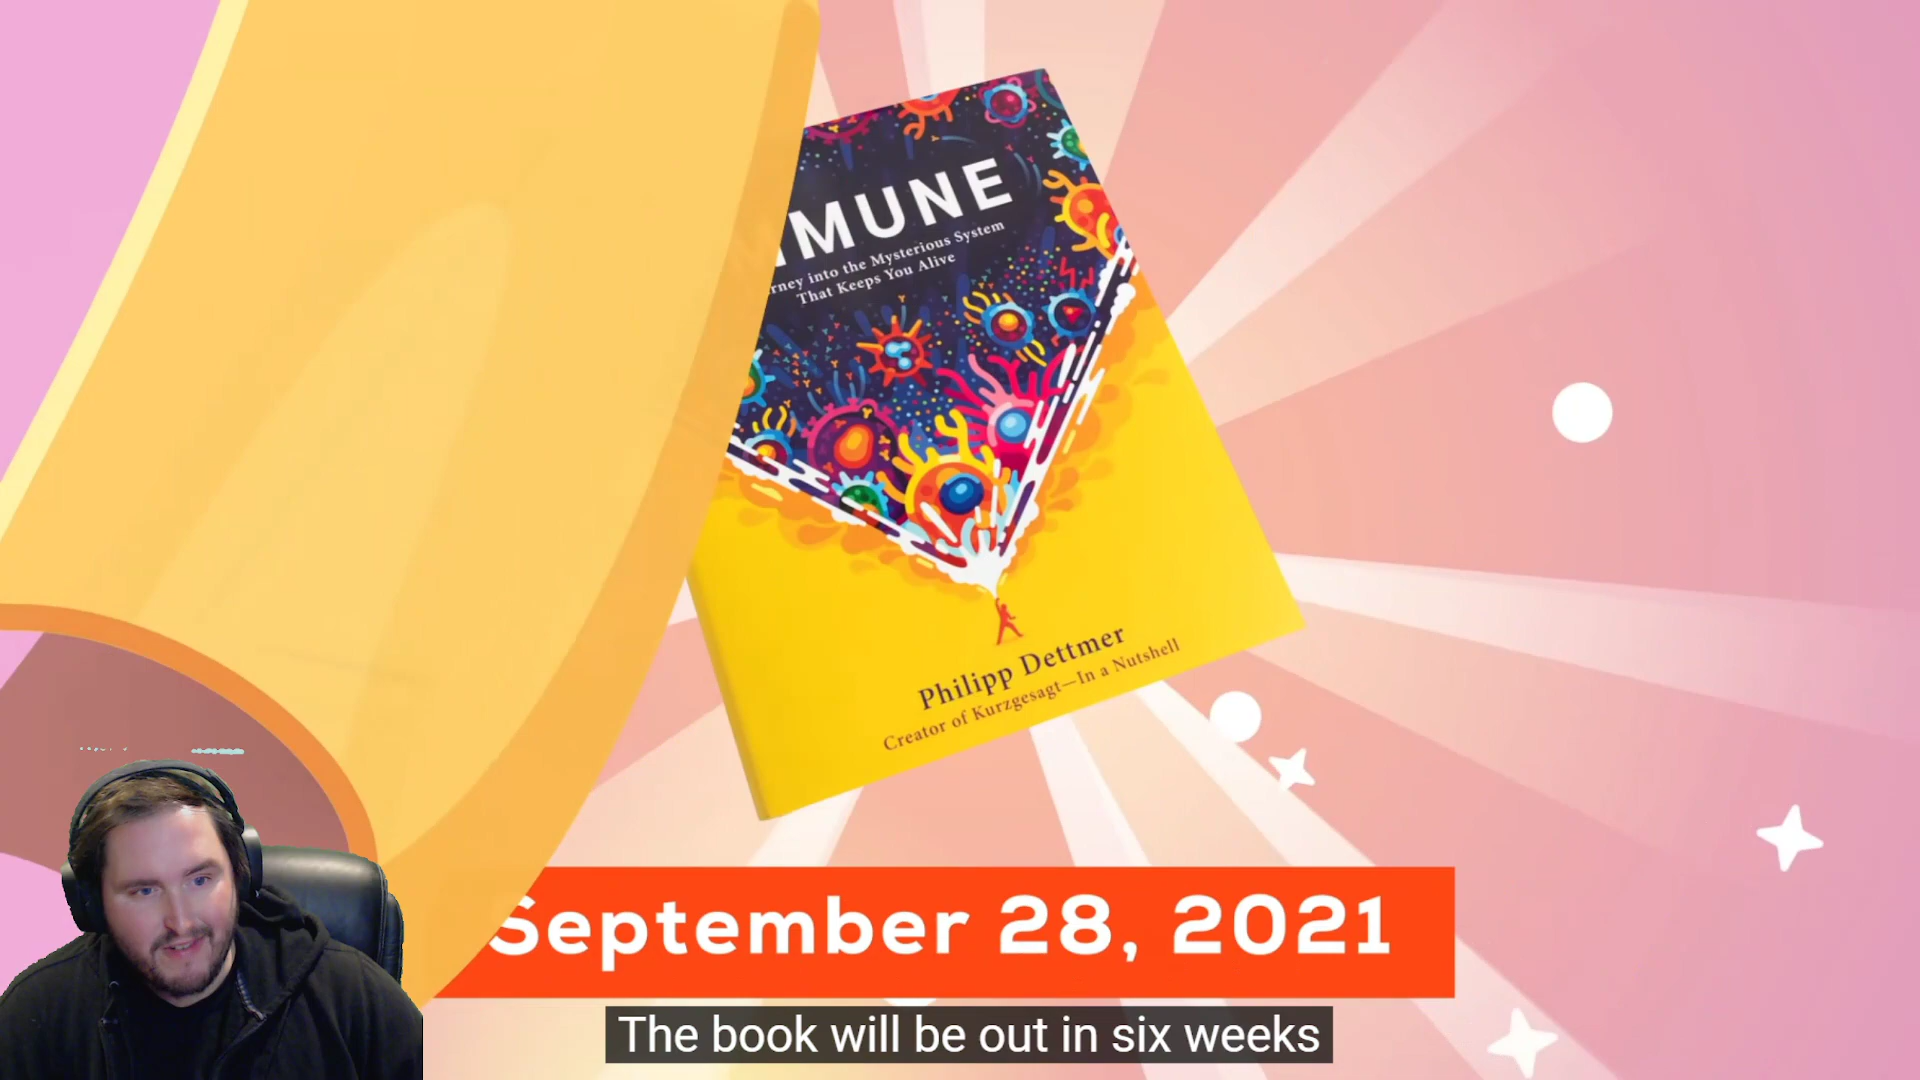 MMUNE
rney into the Mysterious System
That Keeps You Alive
Philipp Dettmer
Creator of Kurzgesagt—In a Nutshell
September 28, 2021
The book will be out in six weeks